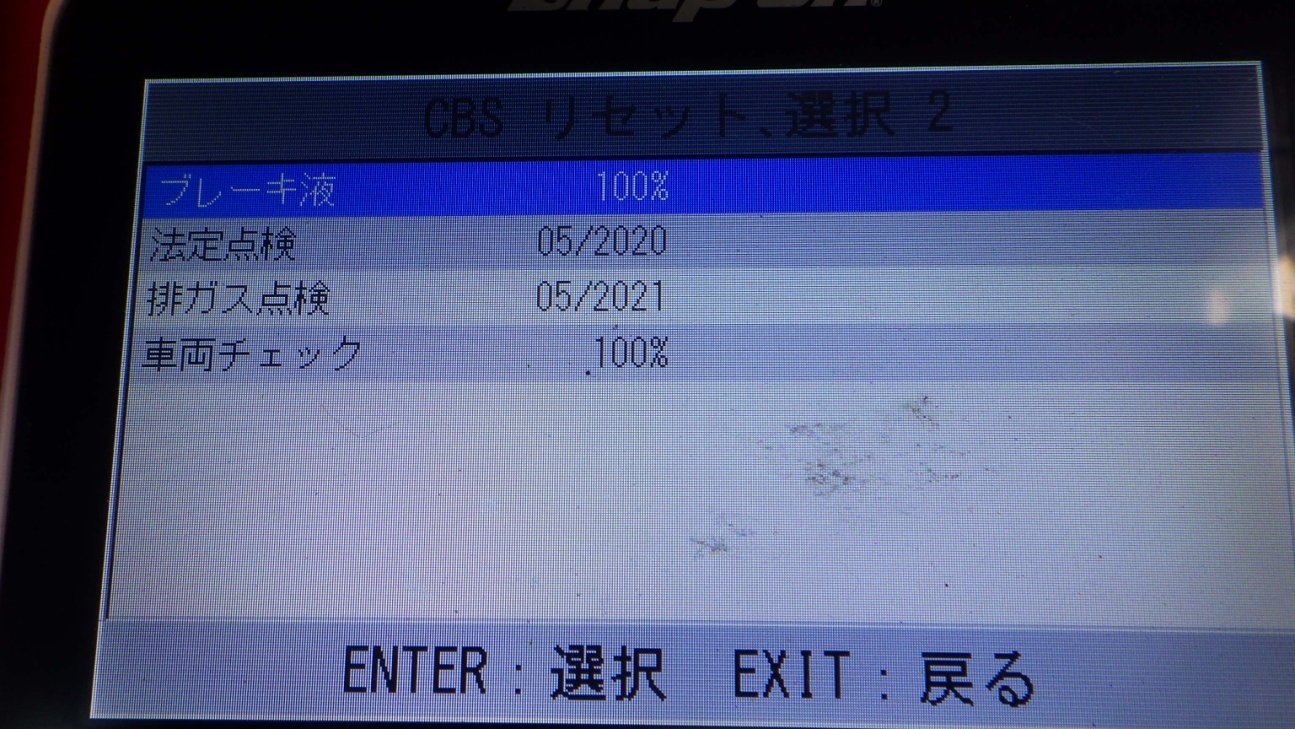 Snap-on®
CBS リセット、選択 2
ブレーキ液 100%
法定点検 05/2020
排ガス点検 05/2021
車両チェック 100%
ENTER : 選択 EXIT : 戻る